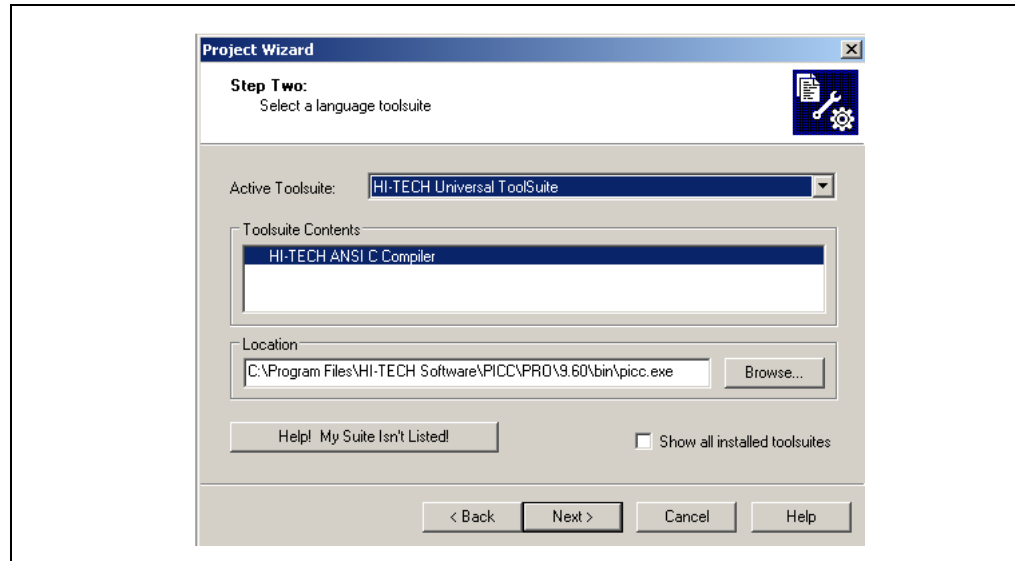 Project Wizard
Step Two:
Select a language toolsuite
Active Toolsuite: HI-TECH Universal ToolSuite
Toolsuite Contents
HI-TECH ANSI C Compiler
Location
C:\Program Files\HI-TECH Software\PICC\PRO\9.60\bin\picc.exe Browse...
Help! My Suite Isn't Listed! Show all installed toolsuites
< Back Next > Cancel Help